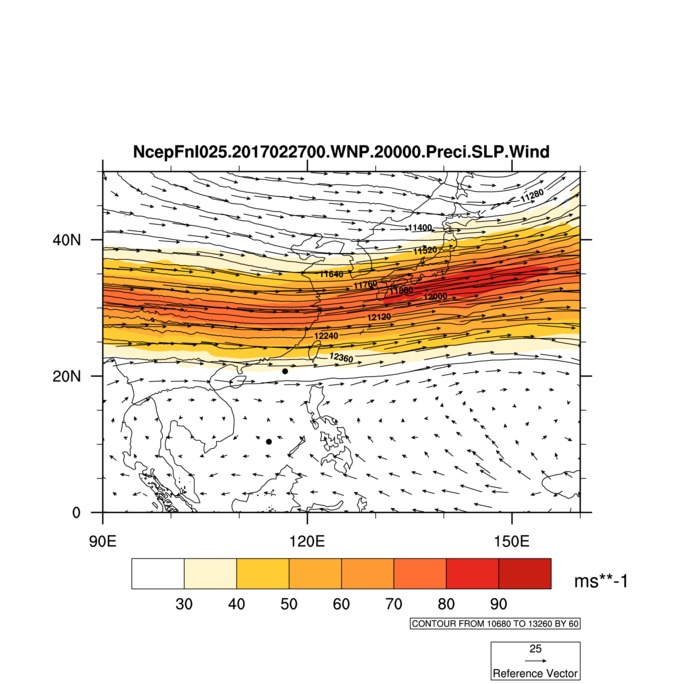 NcepFnl025.2017022700.WNP.20000.Preci.SLP.Wind
11280
11400
40N
11520
11640
11760
11880
12000
12120
12240
12360
20N
0
90E 120E 150E
30 40 50 60 70 80 90
ms**-1
CONTOUR FROM 10680 TO 13260 BY 60
25
Reference Vector